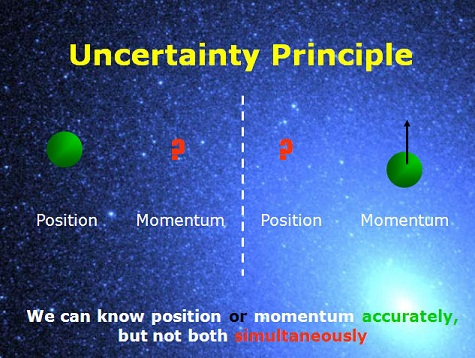 Uncertainty Principle
? ?
Position Momentum Position Momentum
We can know position or momentum accurately,
but not both simultaneously